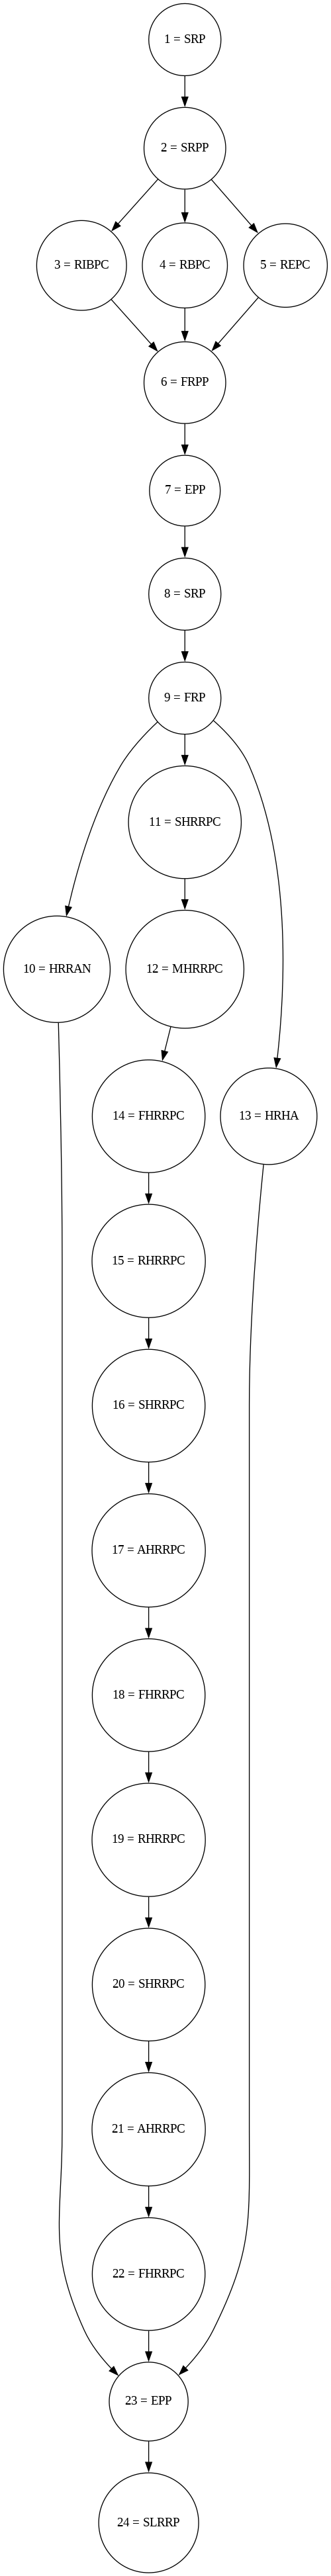 1 = SRP
2 = SRPP
3 = RIBPC
4 = RBPC
5 = REPC
6 = FRPP
7 = EPP
8 = SRP
9 = FRP
11 = SHRRPC
10 = HRRAN
12 = MHRRPC
14 = FHRRPC
13 = HRHA
15 = RHRRPC
16 = SHRRPC
17 = AHRRPC
18 = FHRRPC
19 = RHRRPC
20 = SHRRPC
21 = AHRRPC
22 = FHRRPC
23 = EPP
24 = SLRRP